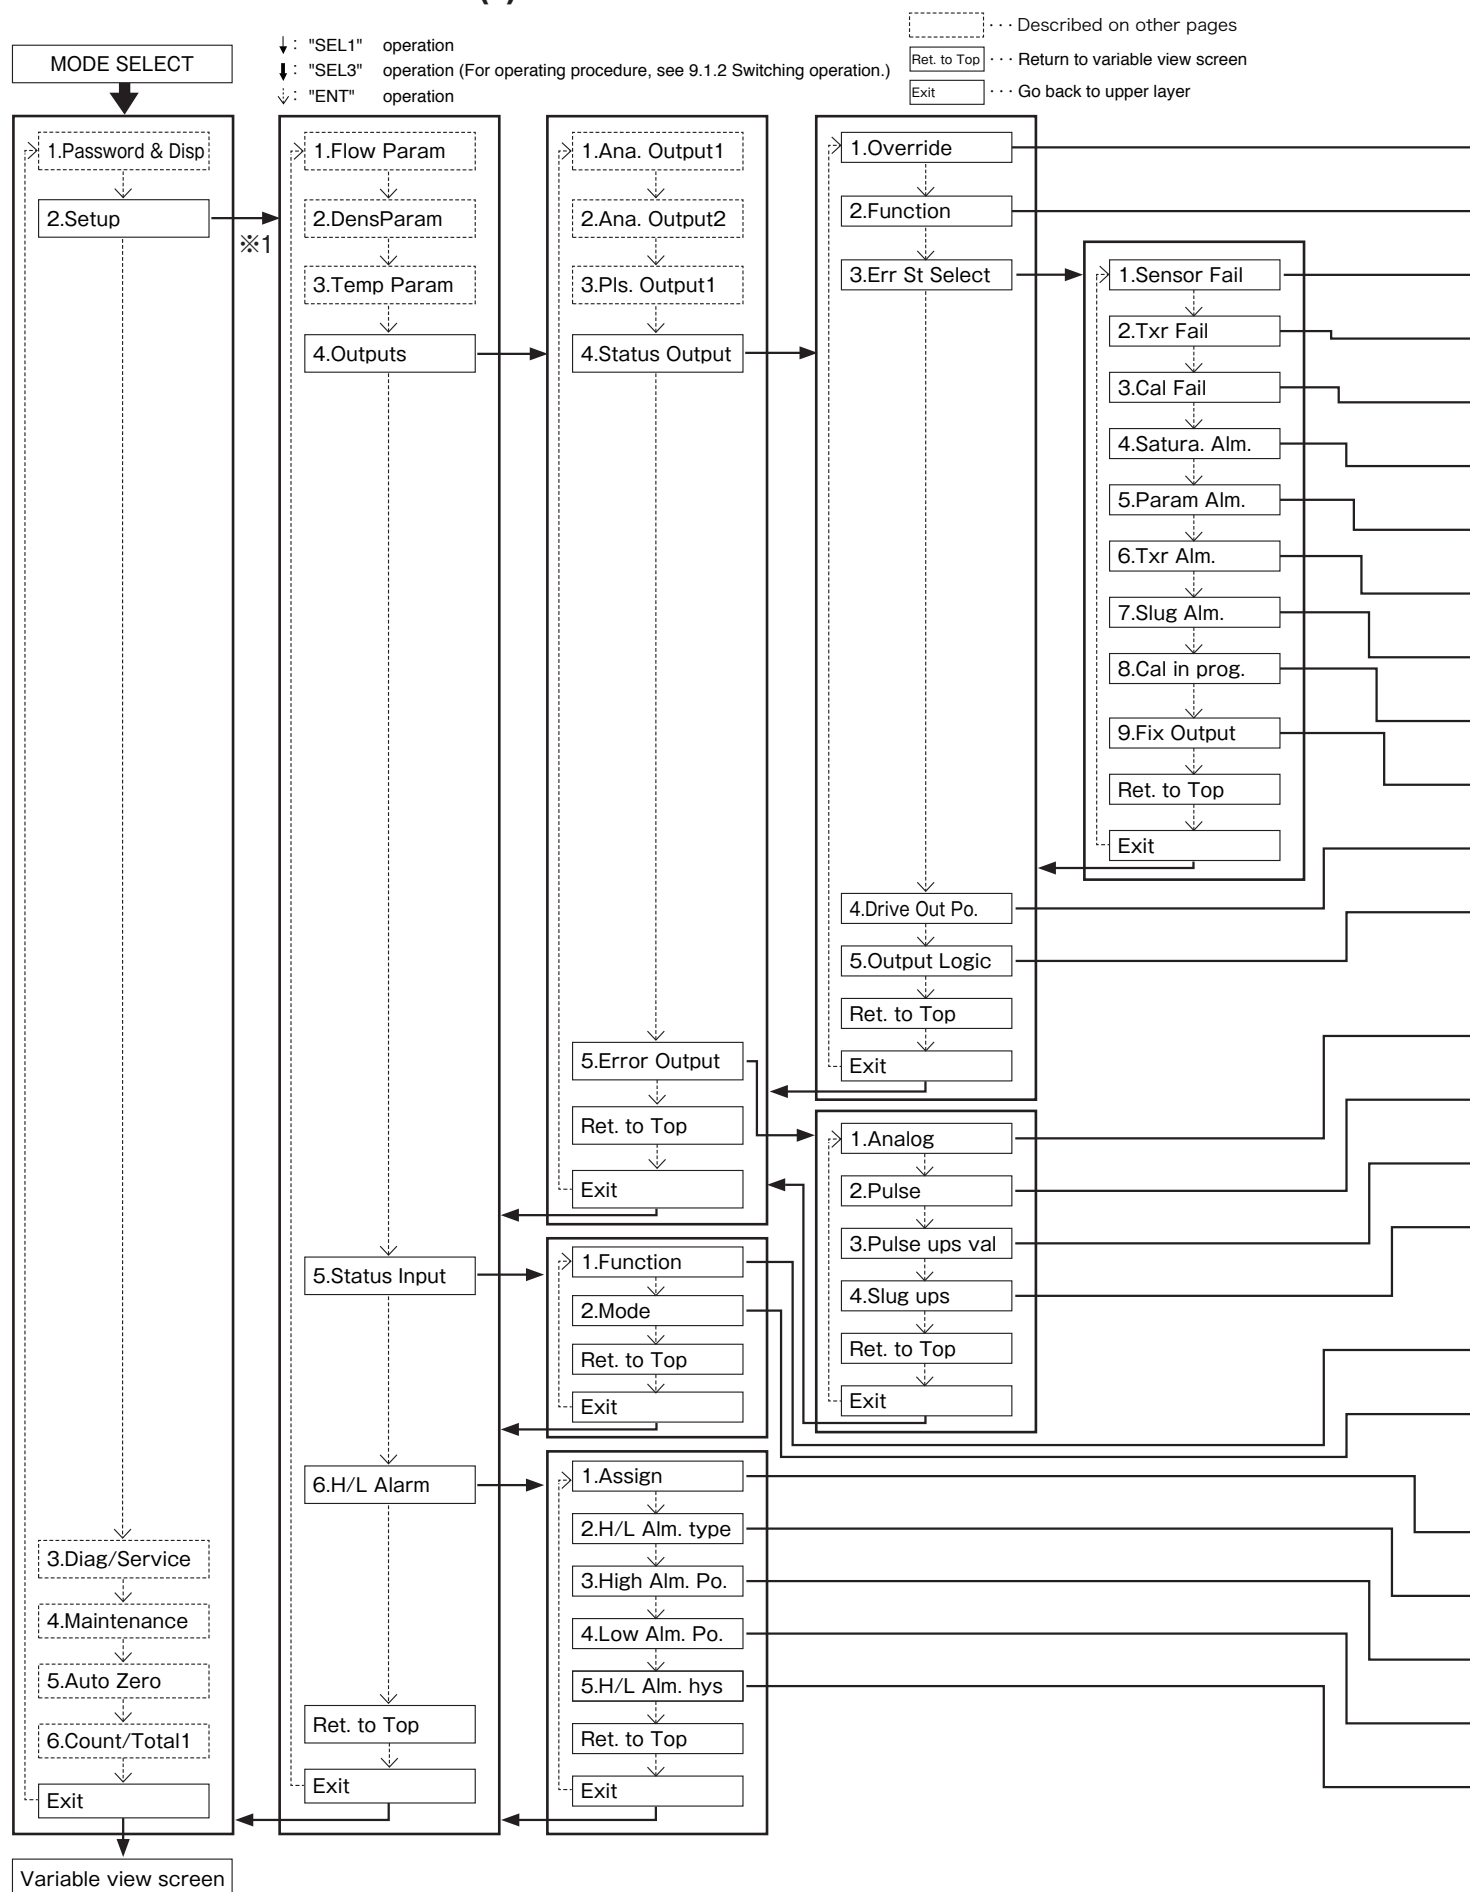 ↓: "SEL1" operation
⬇: "SEL3" operation (For operating procedure, see 9.1.2 Switching operation.)
⇣: "ENT" operation
··· Described on other pages
Ret. to Top ··· Return to variable view screen
Exit ··· Go back to upper layer
MODE SELECT
1.Password & Disp
2.Setup
※1
3.Diag/Service
4.Maintenance
5.Auto Zero
6.Count/Total1
Exit
Variable view screen
1.Flow Param
2.DensParam
3.Temp Param
4.Outputs
5.Status Input
6.H/L Alarm
Ret. to Top
Exit
1.Ana. Output1
2.Ana. Output2
3.Pls. Output1
4.Status Output
5.Error Output
Ret. to Top
Exit
1.Function
2.Mode
Ret. to Top
Exit
1.Assign
2.H/L Alm. type
3.High Alm. Po.
4.Low Alm. Po.
5.H/L Alm. hys
Ret. to Top
Exit
1.Override
2.Function
3.Err St Select
4.Drive Out Po.
5.Output Logic
Ret. to Top
Exit
1.Analog
2.Pulse
3.Pulse ups val
4.Slug ups
Ret. to Top
Exit
1.Sensor Fail
2.Txr Fail
3.Cal Fail
4.Satura. Alm.
5.Param Alm.
6.Txr Alm.
7.Slug Alm.
8.Cal in prog.
9.Fix Output
Ret. to Top
Exit